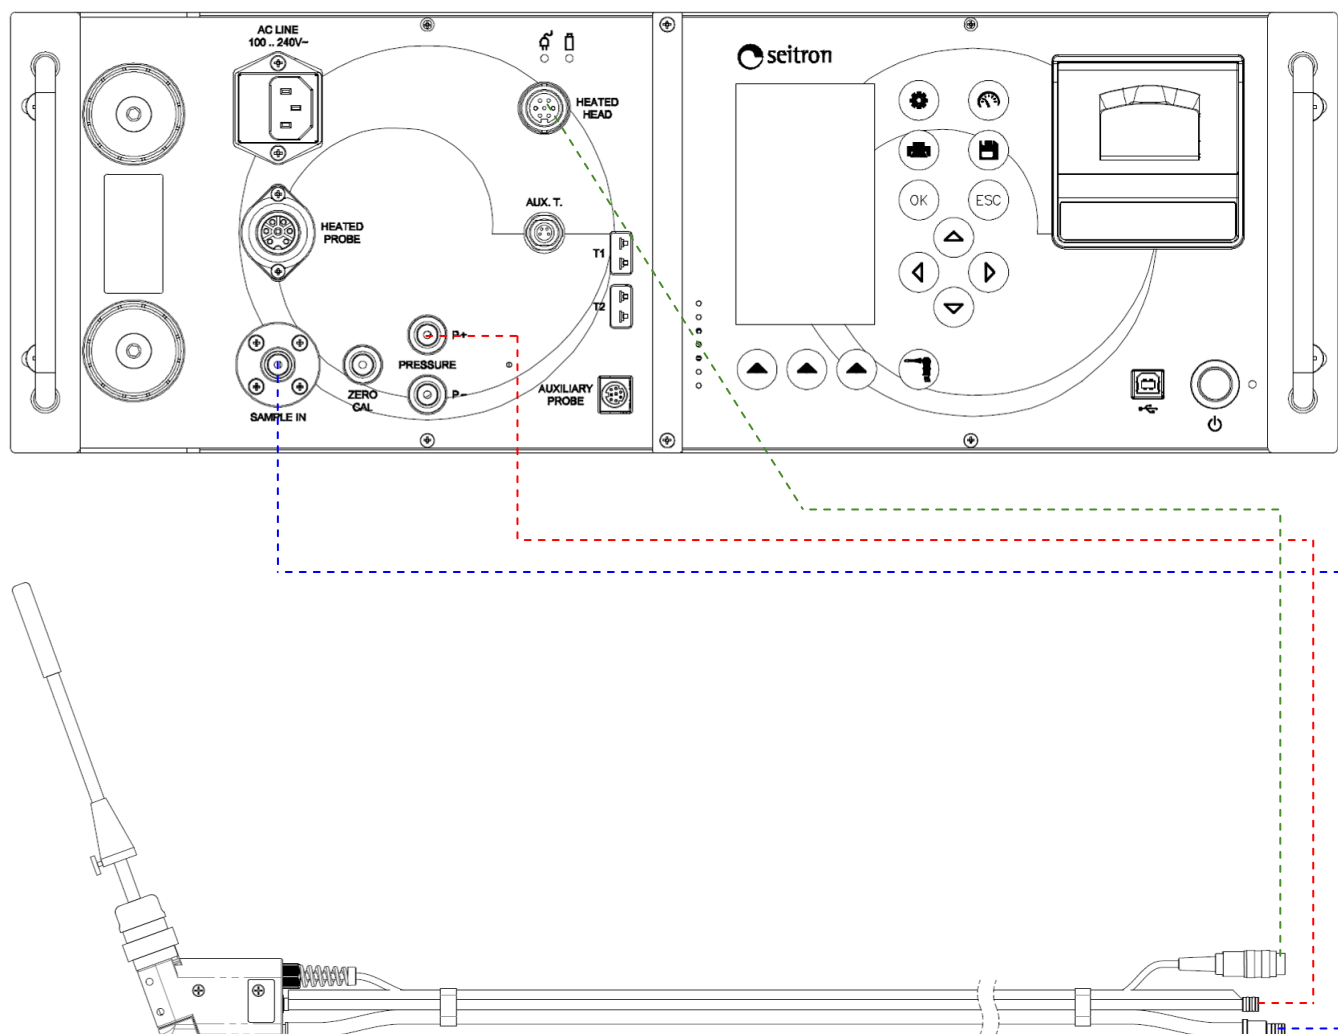 AC LINE
100 .. 240V~
HEATED
HEAD
seitron
OK
ESC
HEATED
PROBE
AUX. T.
T1
T2
P+
PRESSURE
P-
ZERO
CAL
AUXILIARY
PROBE
SAMPLE IN